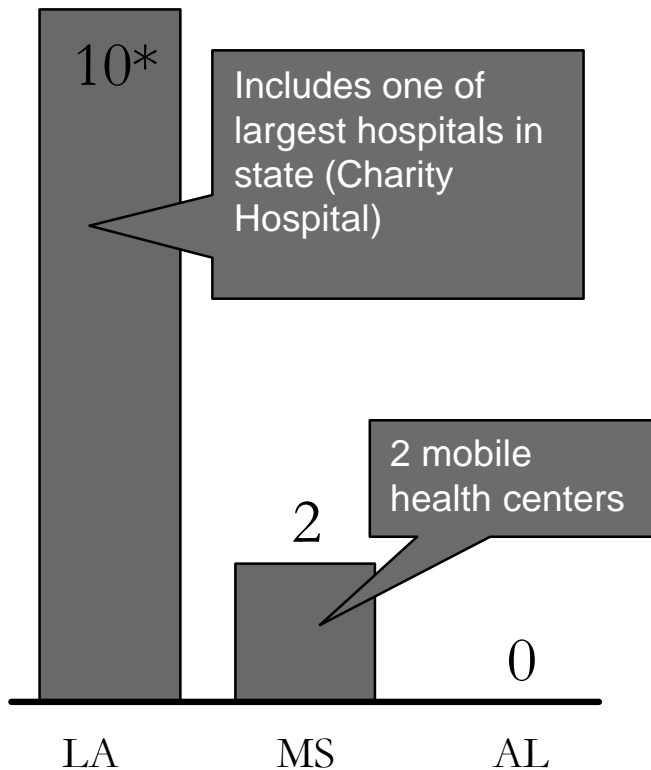 10*
Includes one of
largest hospitals in
state (Charity
Hospital)
2 mobile
health centers
2
0
LA MS AL